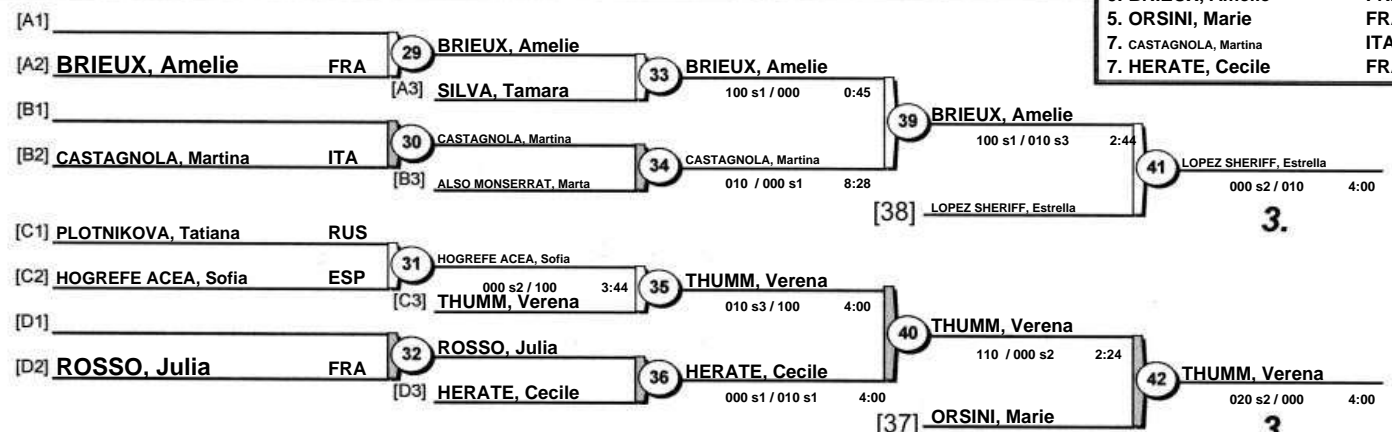 5. ORSINI, Marie
7. CASTAGNOLA, Martina ITA
7. HERATE, Cecile
[A1]
[A2] BRIEUX, Amelie FRA
29
BRIEUX, Amelie
[A3] SILVA, Tamara
33
BRIEUX, Amelie
100 s1 / 000 0:45
[B1]
[B2] CASTAGNOLA, Martina ITA
30
CASTAGNOLA, Martina
[B3] ALSO MONSERRAT, Marta
34
CASTAGNOLA, Martina
010 / 000 s1 8:28
39
BRIEUX, Amelie
100 s1 / 010 s3 2:44
[38] LOPEZ SHERIFF, Estrella
41
LOPEZ SHERIFF, Estrella
000 s2 / 010 4:00
3.
[C1] PLOTNIKOVA, Tatiana RUS
[C2] HOGREFE ACEA, Sofia ESP
31
HOGREFE ACEA, Sofia
000 s2 / 100 3:44
[C3] THUMM, Verena
35
THUMM, Verena
010 s3 / 100 4:00
[D1]
[D2] ROSSO, Julia FRA
32
ROSSO, Julia
[D3] HERATE, Cecile
36
HERATE, Cecile
000 s1 / 010 s1 4:00
40
THUMM, Verena
110 / 000 s2 2:24
[37] ORSINI, Marie
42
THUMM, Verena
020 s2 / 000 4:00
3